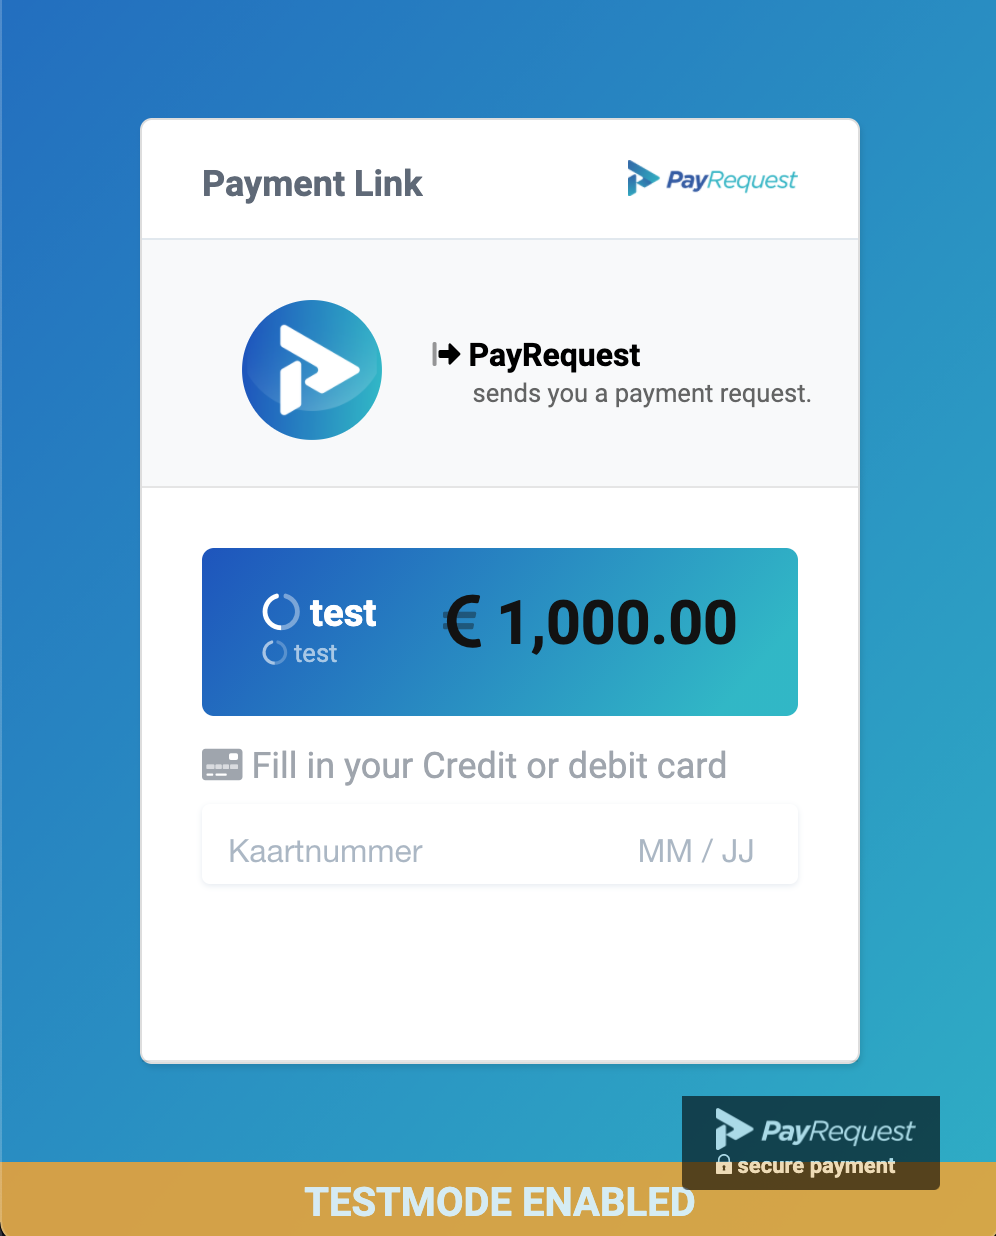 Payment Link
PayRequest
PayRequest
sends you a payment request.
test
test
€ 1,000.00
Fill in your Credit or debit card
Kaartnummer
MM / JJ
PayRequest
secure payment
TESTMODE ENABLED